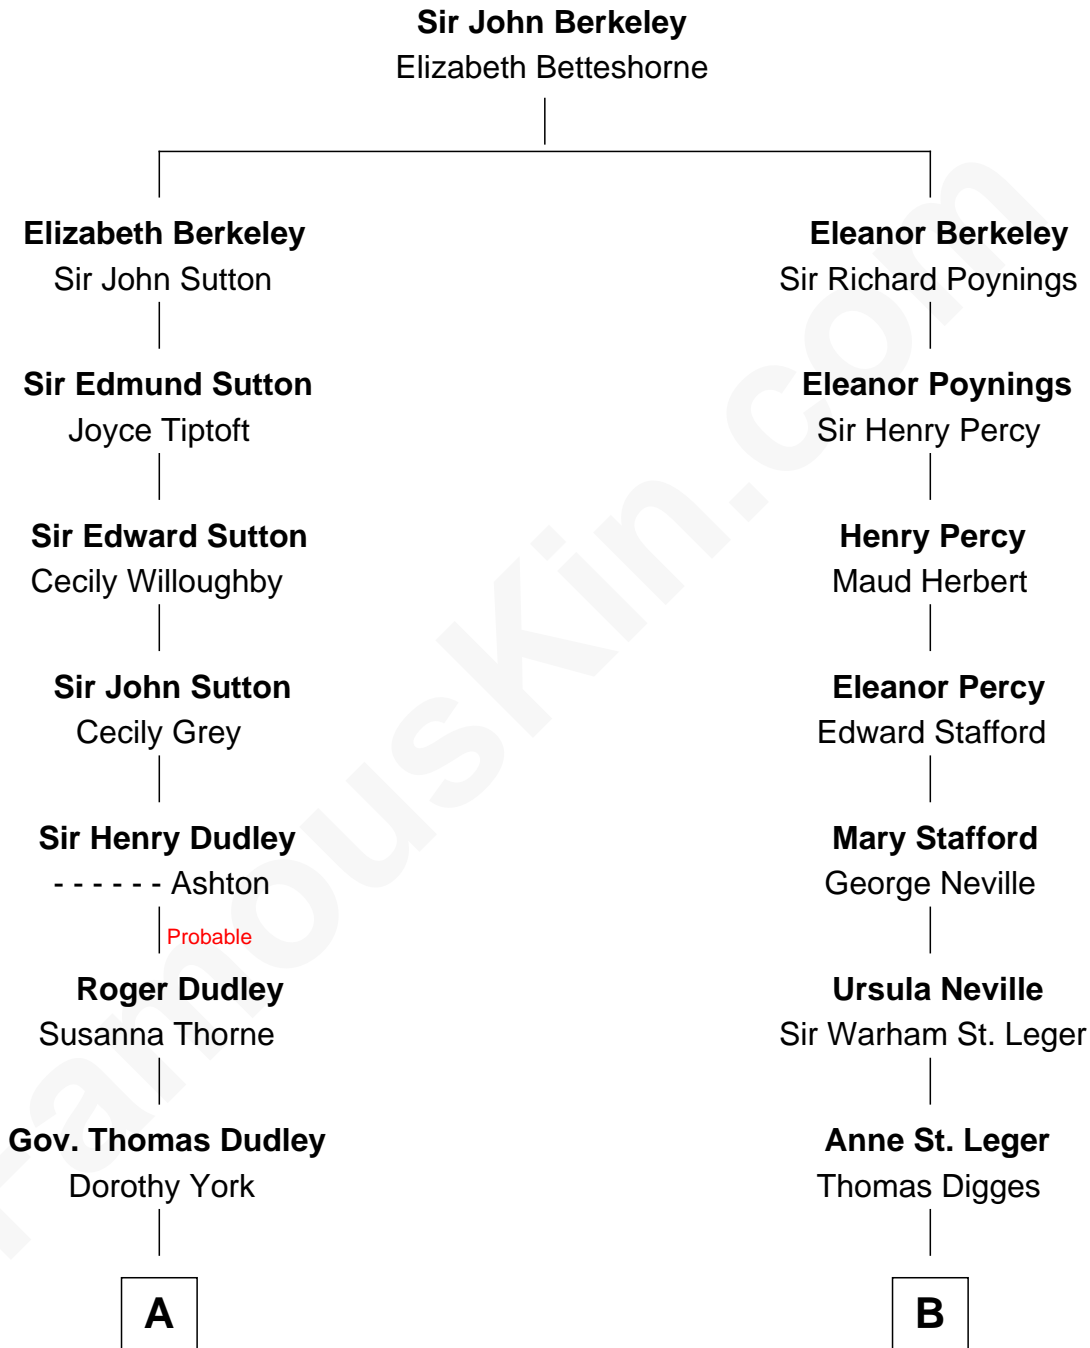 Sir John Berkeley
Elizabeth Betteshorne
Elizabeth Berkeley
Sir John Sutton
Eleanor Berkeley
Sir Richard Poynings
Sir Edmund Sutton
Joyce Tiptoft
Eleanor Poynings
Sir Henry Percy
Sir Edward Sutton
Cecily Willoughby
Henry Percy
Maud Herbert
Sir John Sutton
Cecily Grey
Eleanor Percy
Edward Stafford
Sir Henry Dudley
- - - - - - Ashton
Mary Stafford
George Neville
Probable
Roger Dudley
Susanna Thorne
Ursula Neville
Sir Warham St. Leger
Gov. Thomas Dudley
Dorothy York
Anne St. Leger
Thomas Digges
A
B
FamousKin.com